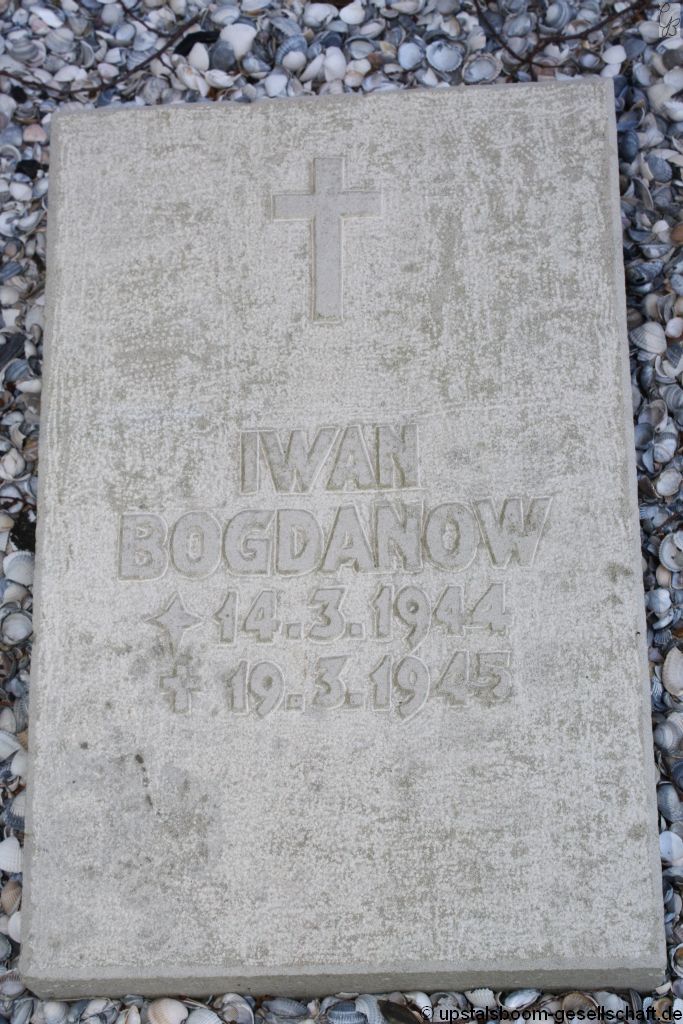 IWAN
BOGDANOW
14.3.1944
† 19.3.1945
© upstalsboom-gesellschaft.de